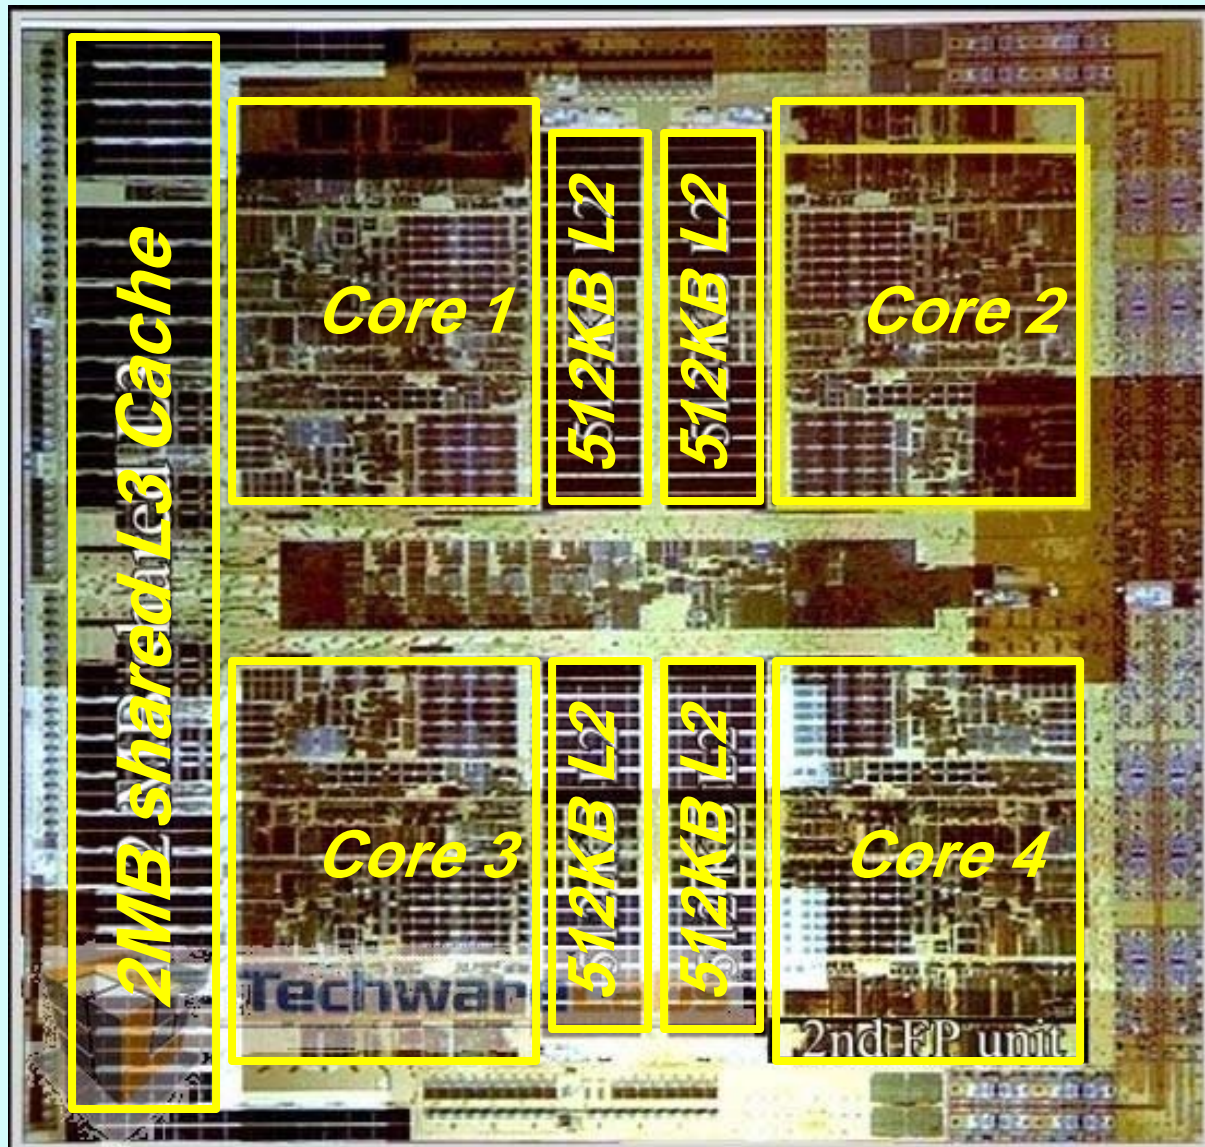 2MB shared L3 Cache
Core 1
512KB L2
512KB L2
Core 2
Core 3
512KB L2
512KB L2
Core 4
2nd FP unit
Techware